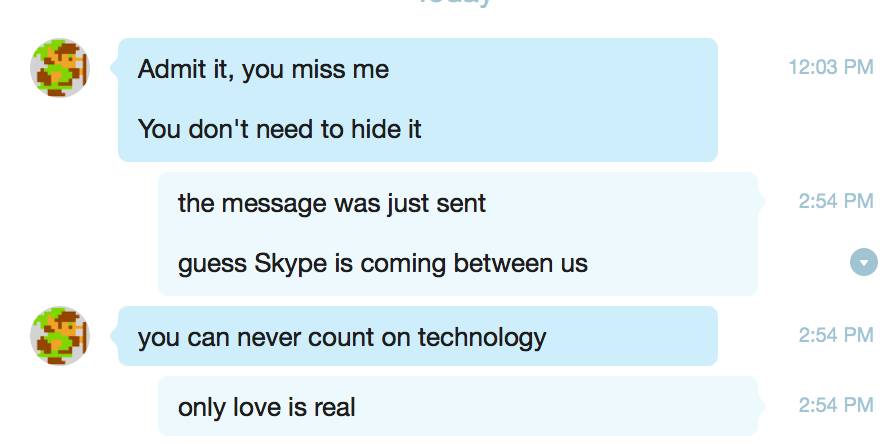 Today
Admit it, you miss me
12:03 PM
You don't need to hide it
the message was just sent
2:54 PM
guess Skype is coming between us
you can never count on technology
2:54 PM
only love is real
2:54 PM